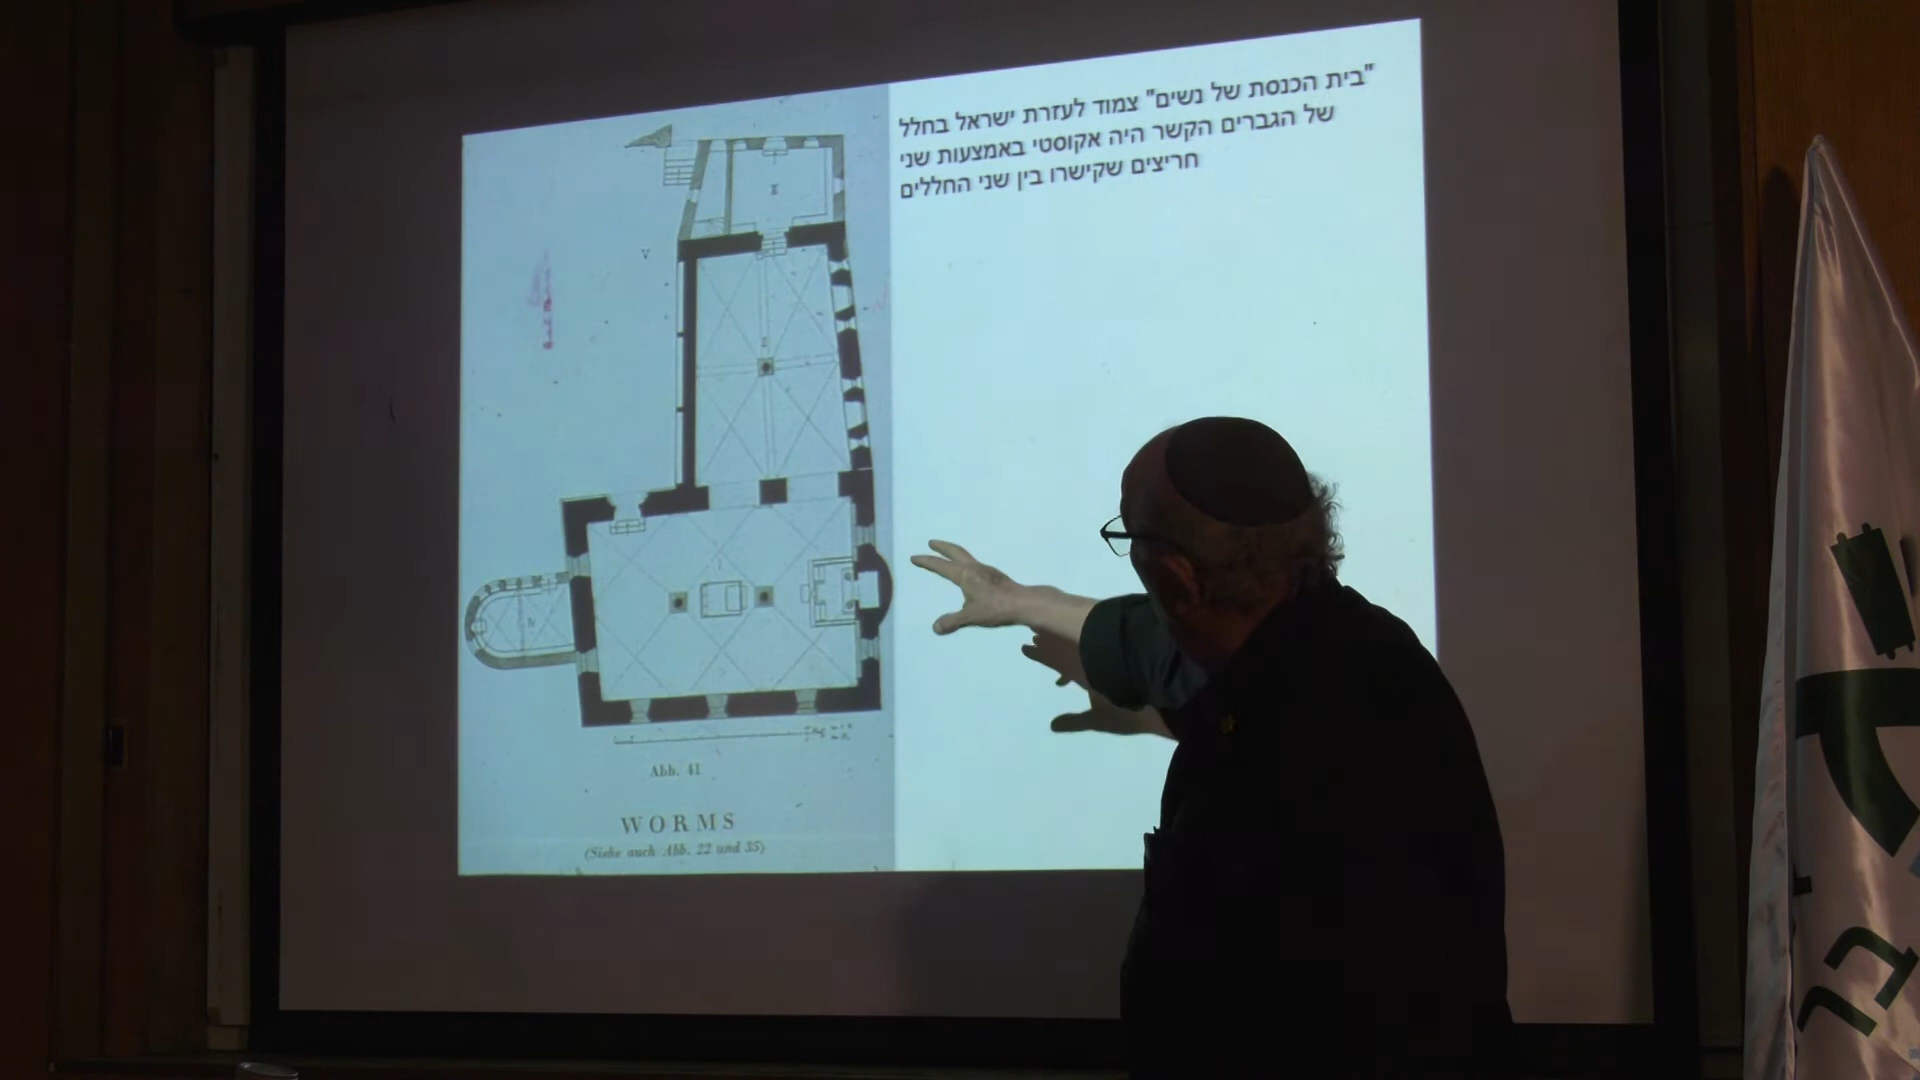 "בית הכנסת של נשים" צמוד לעזרת ישראל בחלל
של הגברים הקשר היה אקוסטי באמצעות שני
חריצים שקישרו בין שני החללים
Abb. 41
WORMS
(Siehe auch Abb. 22 und 35)